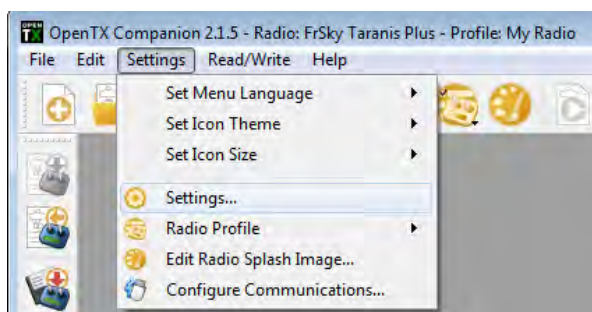 OpenTX Companion 2.1.5 - Radio: FrSky Taranis Plus - Profile: My Radio
File Edit Settings Read/Write Help
Set Menu Language
Set Icon Theme
Set Icon Size
Settings...
Radio Profile
Edit Radio Splash Image...
Configure Communications...